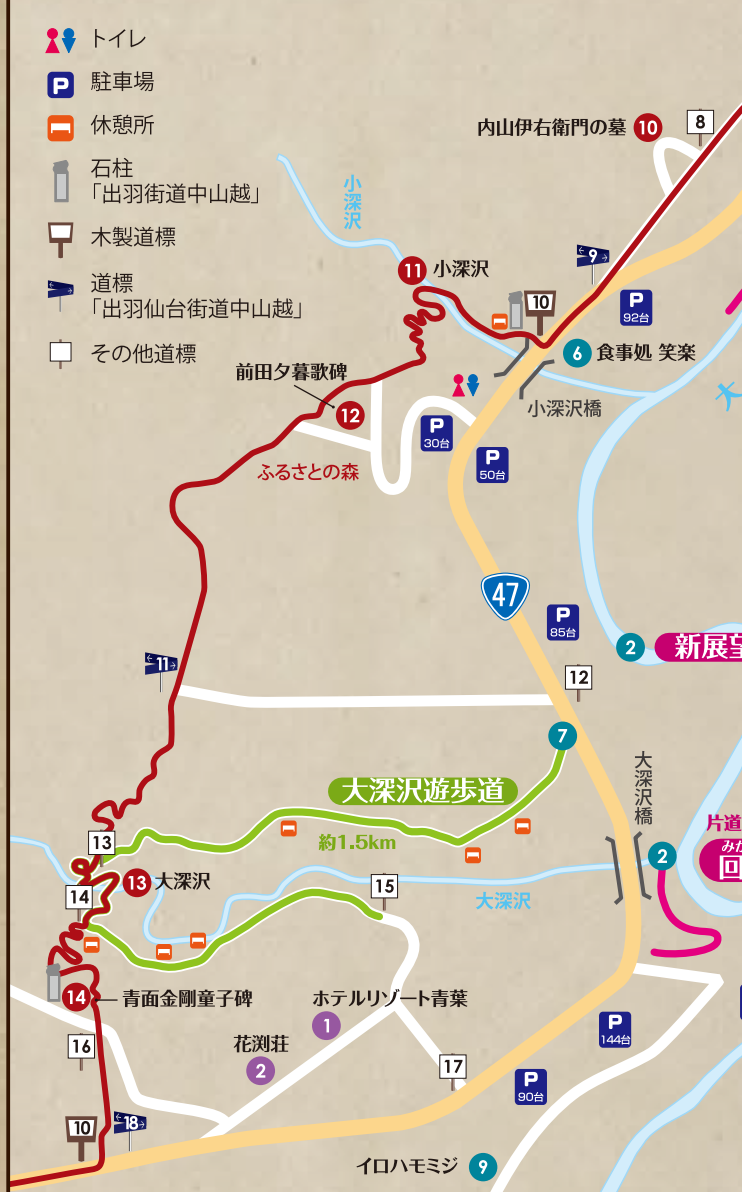 トイレ
駐車場
休憩所
石柱
「出羽街道中山越」
木製道標
道標
「出羽仙台街道中山越」
その他道標
内山伊右衛門の墓 10
8
小深沢
11 小深沢
9
10
P
92台
6 食事処 笑楽
前田夕暮歌碑
12
小深沢橋
P
30台
P
50台
ふるさとの森
47
P
85台
2 新展望
11
12
7
大深沢遊歩道
約1.5km
大深沢橋
13
2
片道
回
13 大深沢
14
15
大深沢
14 青面金剛童子碑
ホテルリゾート青葉
1
花渕荘
2
16
17
P
144台
P
90台
10
18
イロハモミジ 9